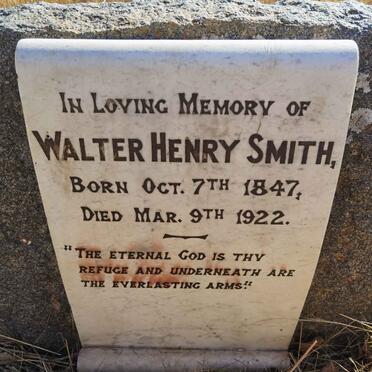 In Loving Memory of
Walter Henry Smith,
Born Oct. 7th 1847,
Died Mar. 9th 1922.
"The eternal God is thy
refuge and underneath are
the everlasting arms."